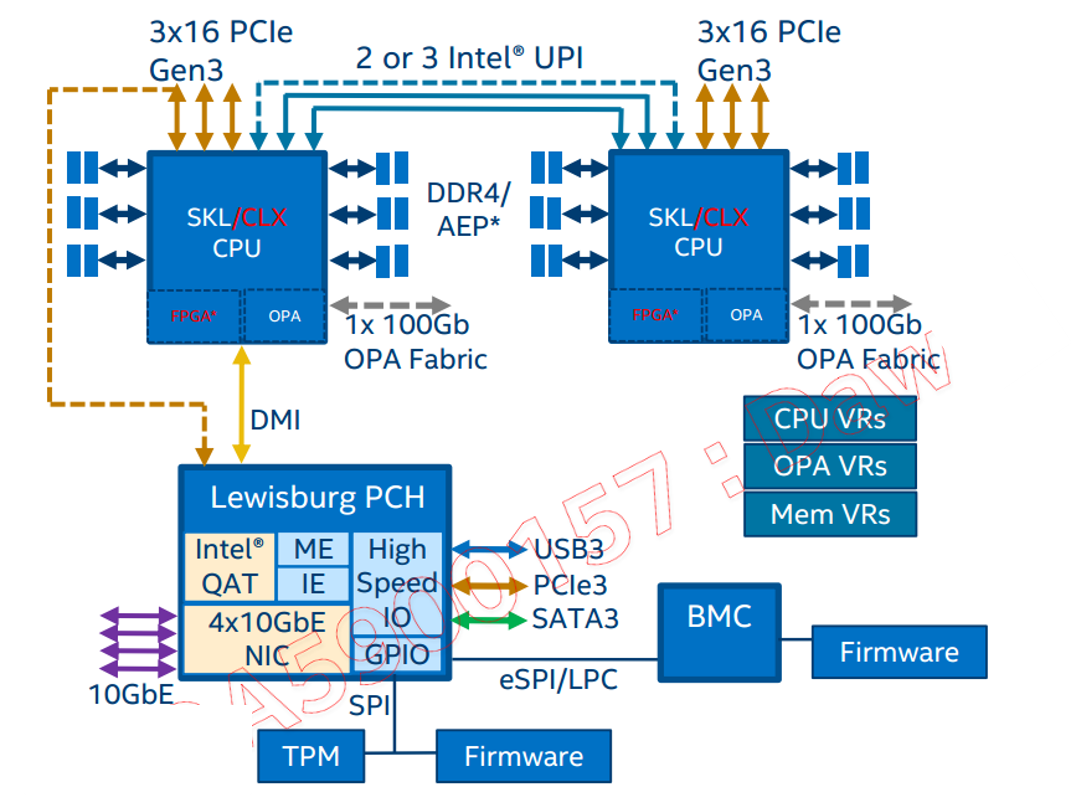 3x16 PCIe
Gen3
2 or 3 Intel® UPI
3x16 PCIe
Gen3
SKL/CLX
CPU
DDR4/
AEP*
SKL/CLX
CPU
FPGA*
OPA
1x 100Gb
OPA Fabric
FPGA*
OPA
1x 100Gb
OPA Fabric
DMI
CPU VRs
OPA VRs
Mem VRs
Lewisburg PCH
Intel®
QAT
ME
IE
High
Speed
IO
4x10GbE
NIC
GPIO
USB3
PCIe3
SATA3
10GbE
BMC
Firmware
eSPI/LPC
SPI
TPM
Firmware